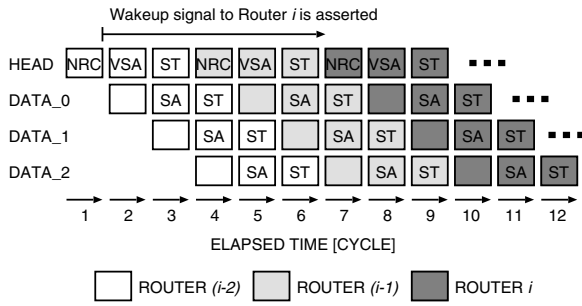 Wakeup signal to Router i is asserted
HEAD NRC VSA ST NRC VSA ST NRC VSA ST
DATA_0 SA ST SA ST SA ST
DATA_1 SA ST SA ST SA ST
DATA_2 SA ST SA ST SA ST
1 2 3 4 5 6 7 8 9 10 11 12
ELAPSED TIME [CYCLE]
ROUTER (i-2) ROUTER (i-1) ROUTER i